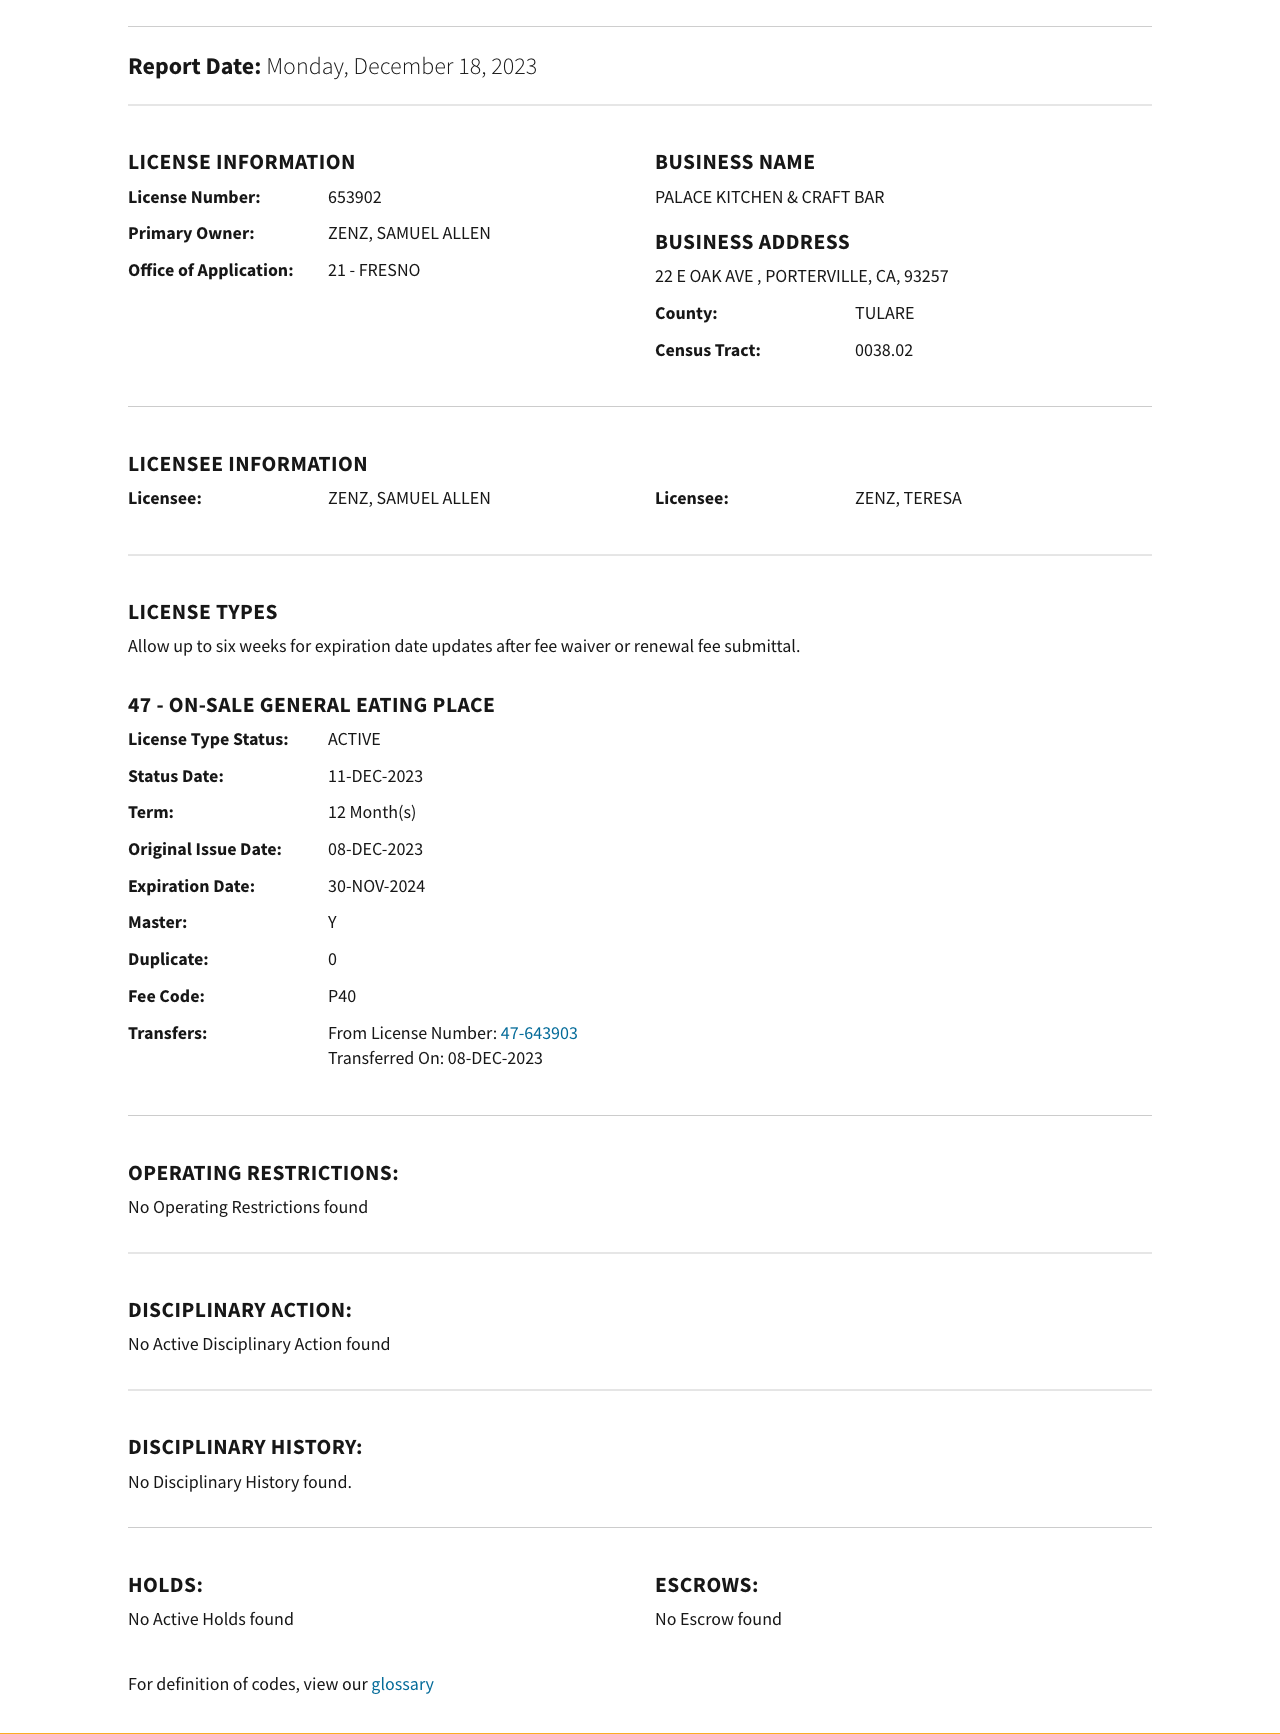 Report Date: Monday, December 18, 2023
LICENSE INFORMATION
License Number: 653902
Primary Owner: ZENZ, SAMUEL ALLEN
Office of Application: 21 - FRESNO
BUSINESS NAME
PALACE KITCHEN & CRAFT BAR
BUSINESS ADDRESS
22 E OAK AVE , PORTERVILLE, CA, 93257
County: TULARE
Census Tract: 0038.02
LICENSEE INFORMATION
Licensee: ZENZ, SAMUEL ALLEN
Licensee: ZENZ, TERESA
LICENSE TYPES
Allow up to six weeks for expiration date updates after fee waiver or renewal fee submittal.
47 - ON-SALE GENERAL EATING PLACE
License Type Status: ACTIVE
Status Date: 11-DEC-2023
Term: 12 Month(s)
Original Issue Date: 08-DEC-2023
Expiration Date: 30-NOV-2024
Master: Y
Duplicate: 0
Fee Code: P40
Transfers: From License Number: 47-643903
Transferred On: 08-DEC-2023
OPERATING RESTRICTIONS:
No Operating Restrictions found
DISCIPLINARY ACTION:
No Active Disciplinary Action found
DISCIPLINARY HISTORY:
No Disciplinary History found.
HOLDS:
No Active Holds found
ESCROWS:
No Escrow found
For definition of codes, view our glossary